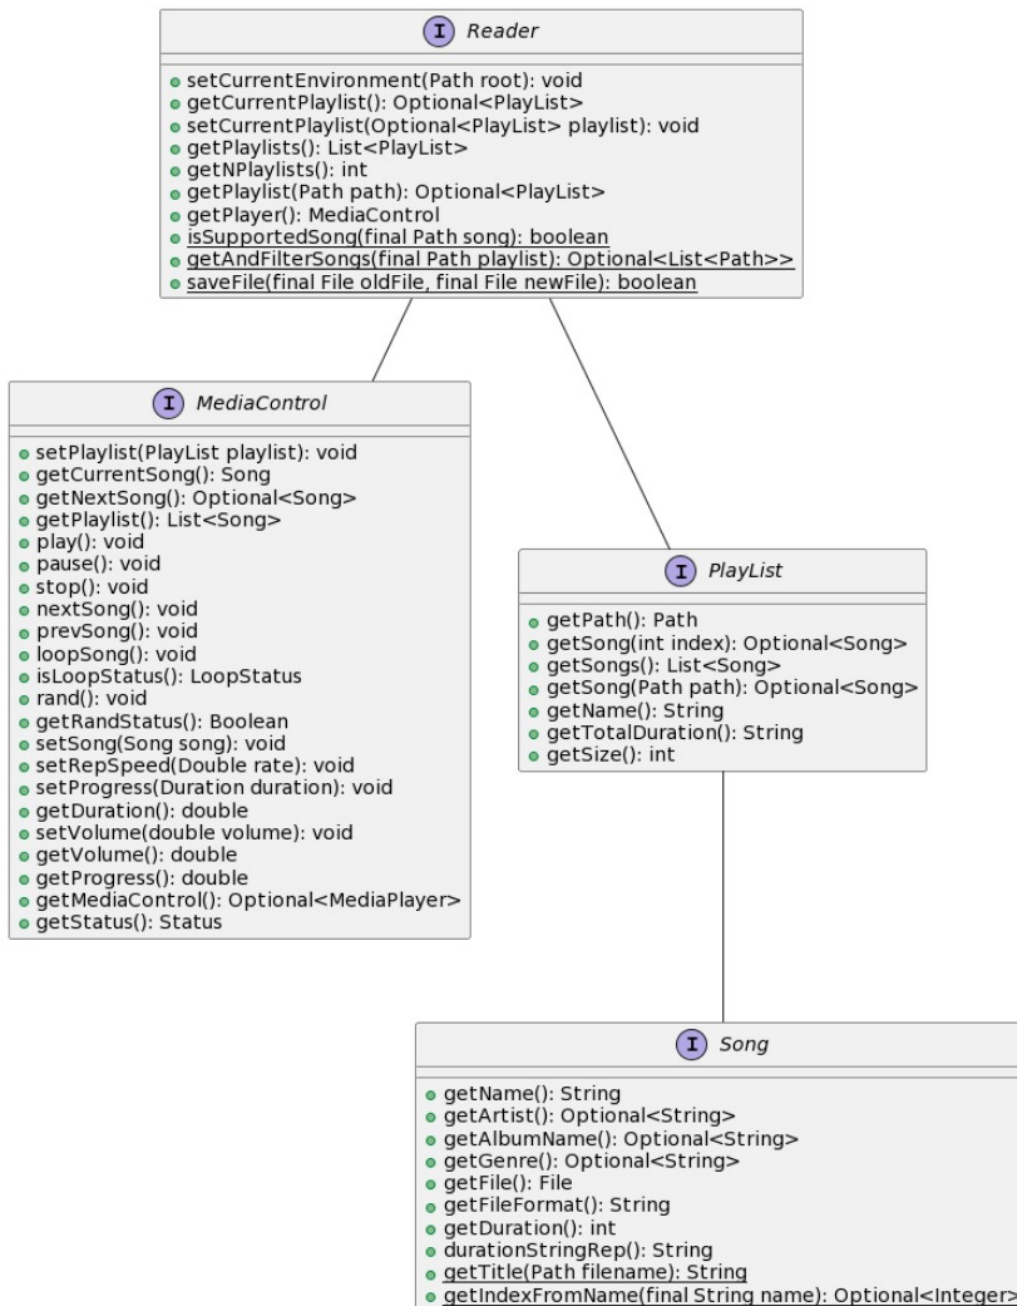 I Reader
setCurrentEnvironment(Path root): void
getCurrentPlaylist(): Optional<PlayList>
setCurrentPlaylist(Optional<PlayList> playlist): void
getPlaylists(): List<PlayList>
getNPlaylists(): int
getPlaylist(Path path): Optional<PlayList>
getPlayer(): MediaControl
isSupportedSong(final Path song): boolean
getAndFilterSongs(final Path playlist): Optional<List<Path>>
saveFile(final File oldFile, final File newFile): boolean
I MediaControl
setPlaylist(PlayList playlist): void
getCurrentSong(): Song
getNextSong(): Optional<Song>
getPlaylist(): List<Song>
play(): void
pause(): void
stop(): void
nextSong(): void
prevSong(): void
loopSong(): void
isLoopStatus(): LoopStatus
rand(): void
getRandStatus(): Boolean
setSong(Song song): void
setRepSpeed(Double rate): void
setProgress(Duration duration): void
getDuration(): double
setVolume(double volume): void
getVolume(): double
getProgress(): double
getMediaControl(): Optional<MediaPlayer>
getStatus(): Status
I PlayList
getPath(): Path
getSong(int index): Optional<Song>
getSongs(): List<Song>
getSong(Path path): Optional<Song>
getName(): String
getTotalDuration(): String
getSize(): int
I Song
getName(): String
getArtist(): Optional<String>
getAlbumName(): Optional<String>
getGenre(): Optional<String>
getFile(): File
getFileFormat(): String
getDuration(): int
durationStringRep(): String
getTitle(Path filename): String
getIndexFromName(final String name): Optional<Integer>